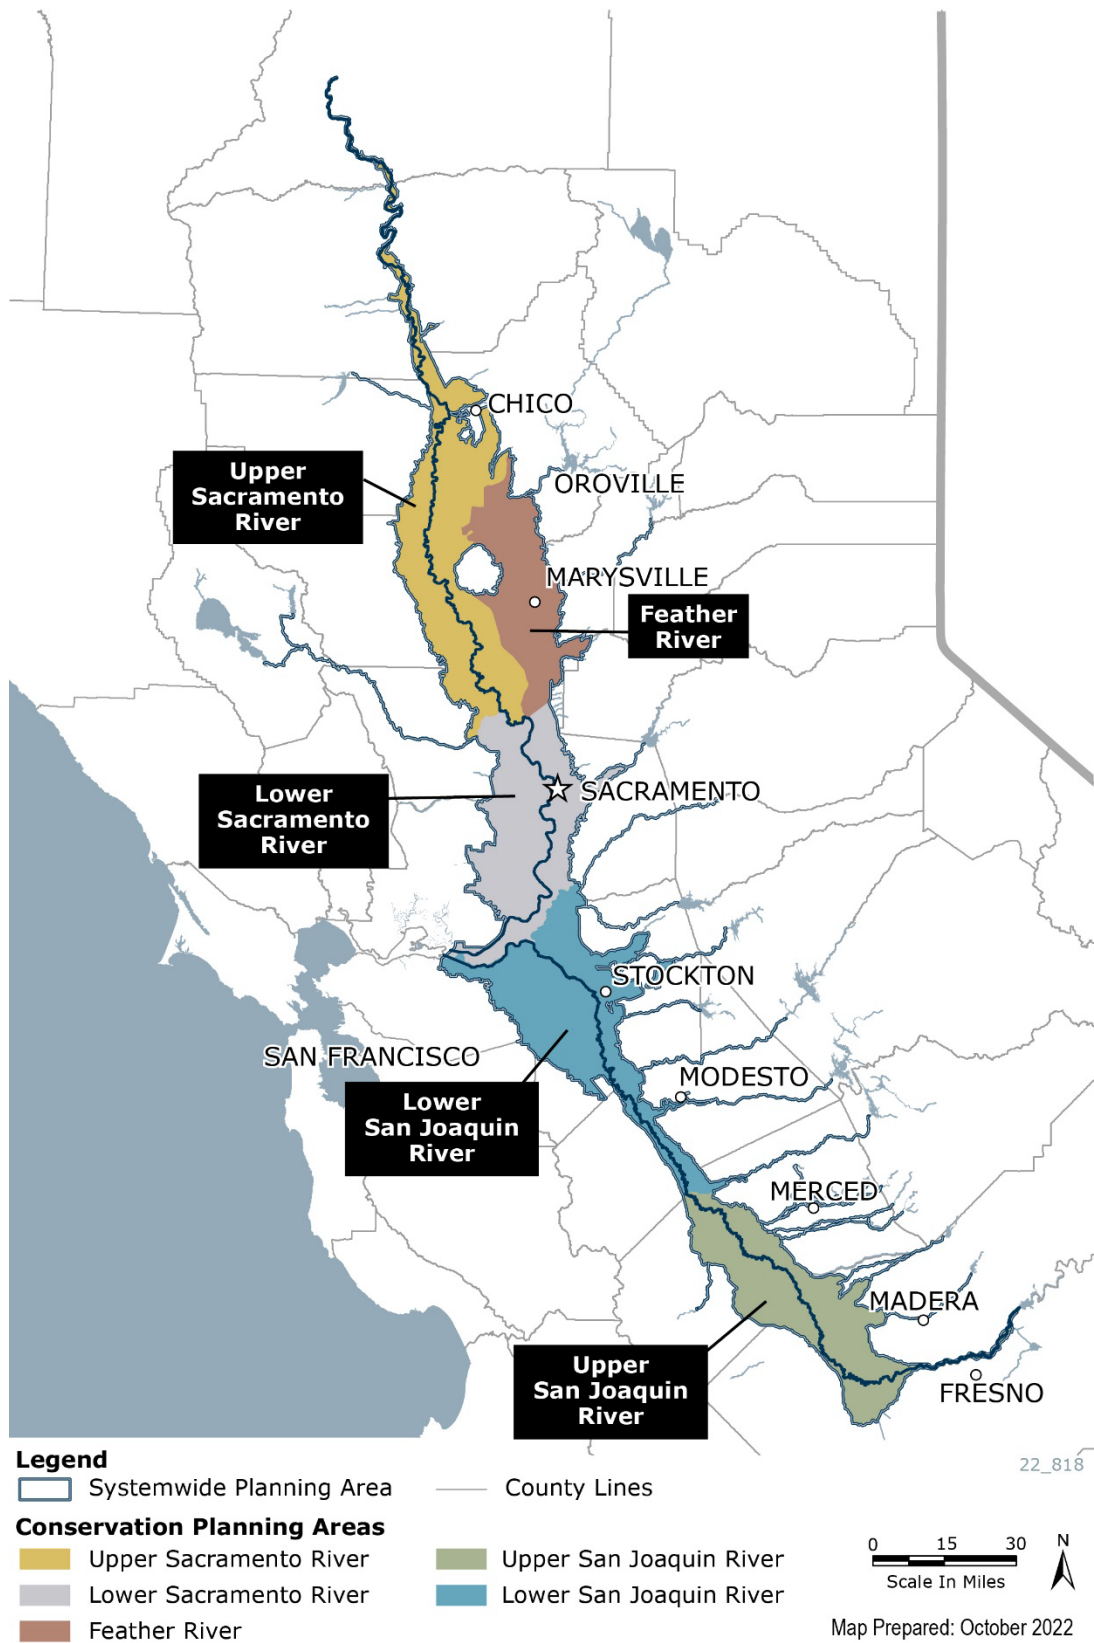 CHICO
Upper
Sacramento
River
OROVILLE
MARYSVILLE
Feather
River
Lower
Sacramento
River
SACRAMENTO
STOCKTON
SAN FRANCISCO
MODESTO
Lower
San Joaquin
River
MERCED
MADERA
Upper
San Joaquin
River
FRESNO
Legend
22_818
Systemwide Planning Area
County Lines
Conservation Planning Areas
Upper Sacramento River
Upper San Joaquin River
Lower Sacramento River
Lower San Joaquin River
Feather River
0 15 30
Scale In Miles
N
Map Prepared: October 2022